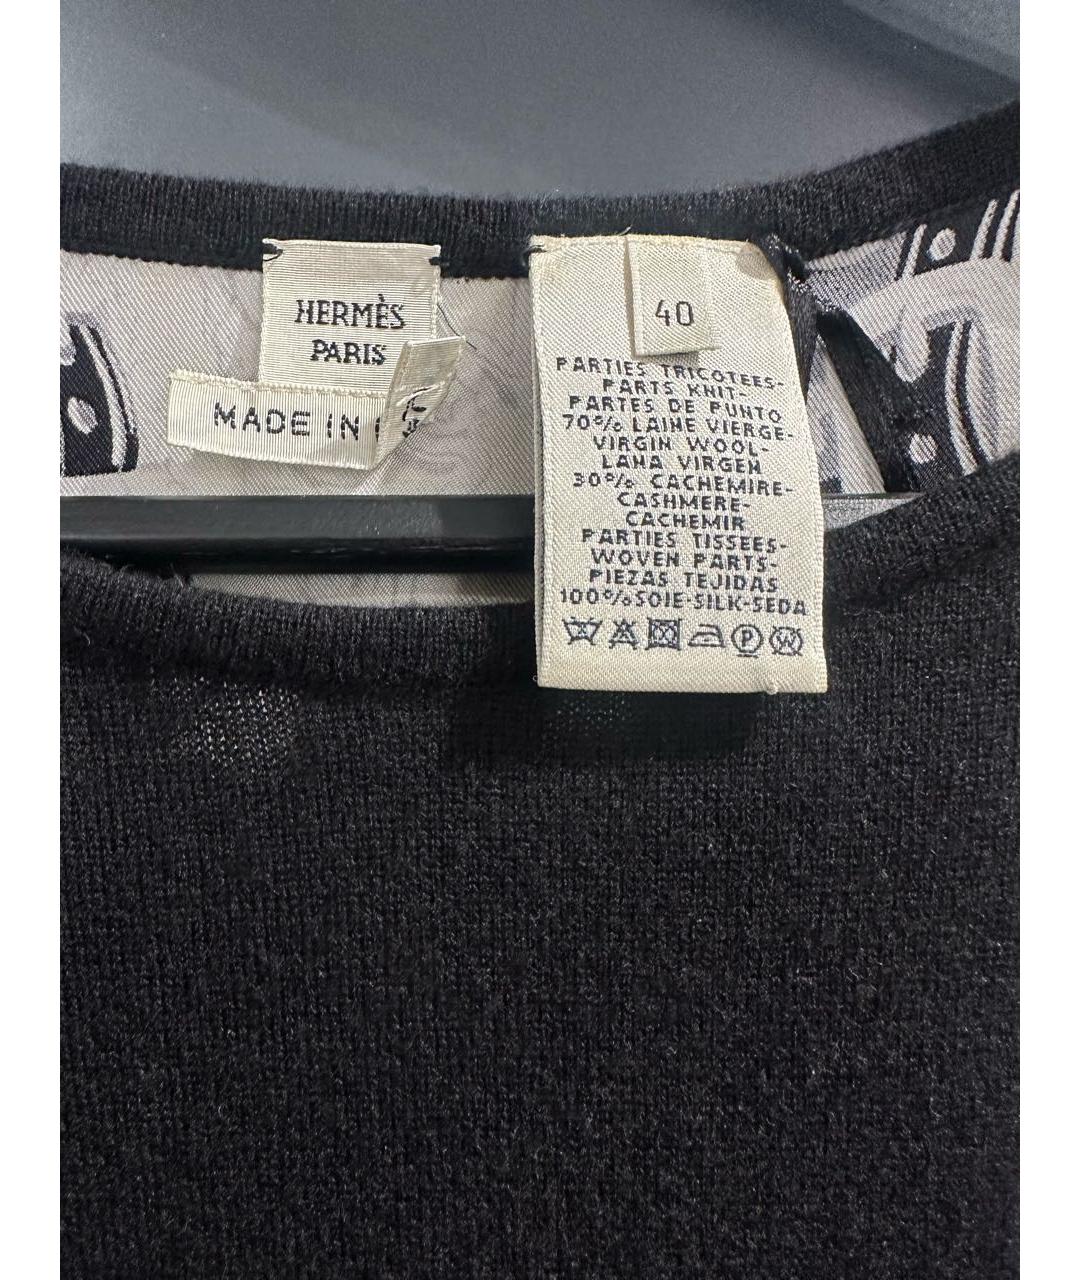 HERMÈS
PARIS
MADE IN
40
PARTIES TRICOTEES-
PARTS KNIT-
PARTES DE PUNTO
70% LAINE VIERGE-
VIRGIN WOOL-
LANA VIRGEN
30% CACHEMIRE-
CASHMERE-
CACHEMIR
PARTIES TISSEES-
WOVEN PARTS-
PIEZAS TEJIDAS
100% SOIE-SILK-SEDA
P W